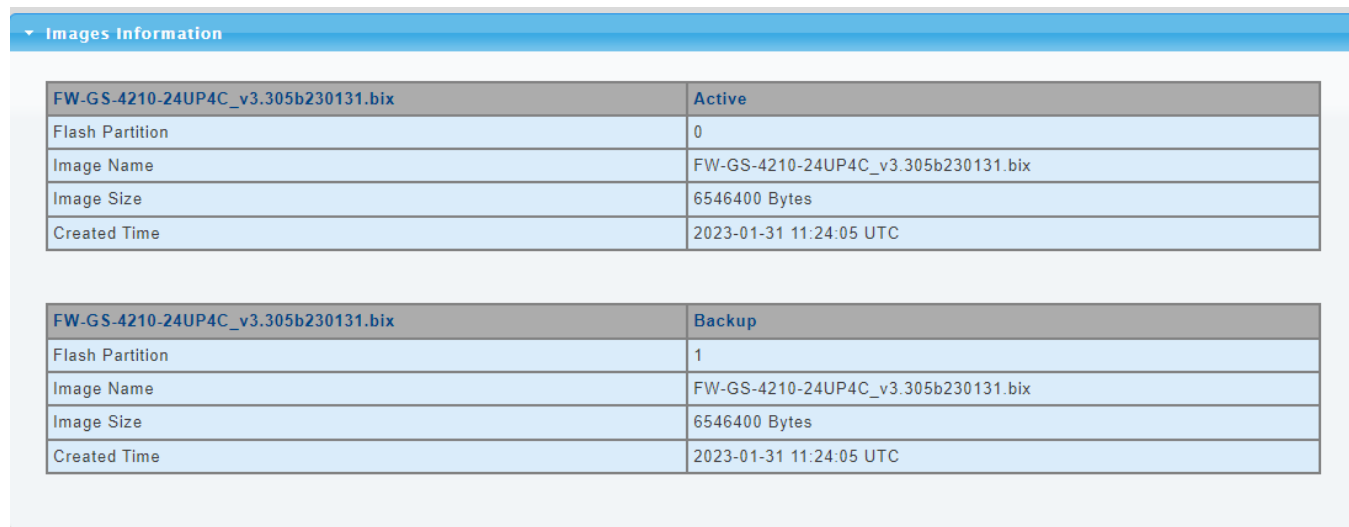 Images Information
FW-GS-4210-24UP4C_v3.305b230131.bix Active
Flash Partition 0
Image Name FW-GS-4210-24UP4C_v3.305b230131.bix
Image Size 6546400 Bytes
Created Time 2023-01-31 11:24:05 UTC
FW-GS-4210-24UP4C_v3.305b230131.bix Backup
Flash Partition 1
Image Name FW-GS-4210-24UP4C_v3.305b230131.bix
Image Size 6546400 Bytes
Created Time 2023-01-31 11:24:05 UTC